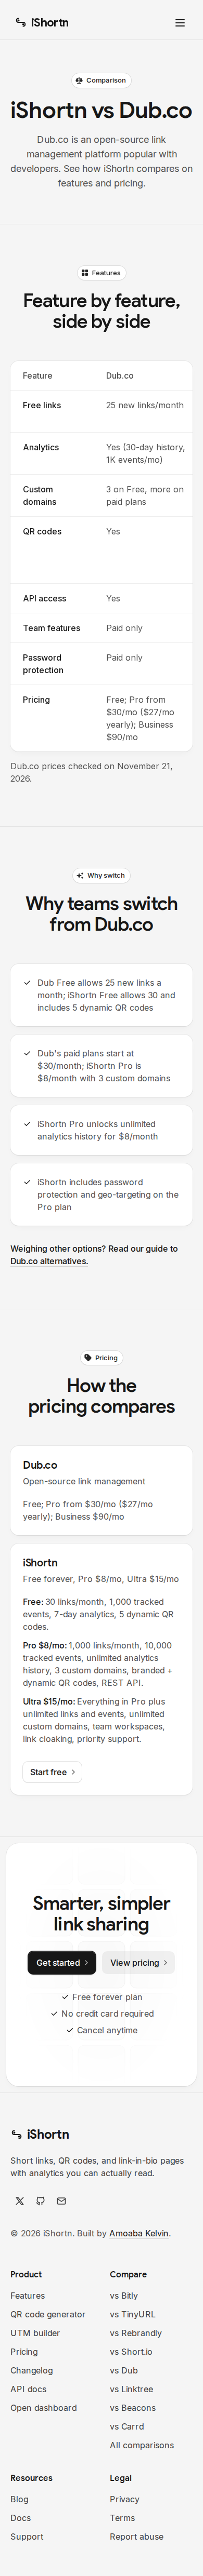 iShortn
Comparison
iShortn vs Dub.co
Dub.co is an open-source link
management platform popular with
developers. See how iShortn compares on
features and pricing.
Features
Feature by feature,
side by side
Feature Dub.co
Free links 25 new links/month
Analytics Yes (30-day history,
1K events/mo)
Custom
domains
3 on Free, more on
paid plans
QR codes Yes
API access Yes
Team features Paid only
Password
protection
Paid only
Pricing Free; Pro from
$30/mo ($27/mo
yearly); Business
$90/mo
Dub.co prices checked on November 21,
2026.
Why switch
Why teams switch
from Dub.co
Dub Free allows 25 new links a
month; iShortn Free allows 30 and
includes 5 dynamic QR codes
Dub's paid plans start at
$30/month; iShortn Pro is
$8/month with 3 custom domains
iShortn Pro unlocks unlimited
analytics history for $8/month
iShortn includes password
protection and geo-targeting on the
Pro plan
Weighing other options? Read our guide to
Dub.co alternatives.
Pricing
How the
pricing compares
Dub.co
Open-source link management
Free; Pro from $30/mo ($27/mo
yearly); Business $90/mo
iShortn
Free forever, Pro $8/mo, Ultra $15/mo
Free: 30 links/month, 1,000 tracked
events, 7-day analytics, 5 dynamic QR
codes.
Pro $8/mo: 1,000 links/month, 10,000
tracked events, unlimited analytics
history, 3 custom domains, branded +
dynamic QR codes, REST API.
Ultra $15/mo: Everything in Pro plus
unlimited links and events, unlimited
custom domains, team workspaces,
link cloaking, priority support.
Start free
Smarter, simpler
link sharing
Get started View pricing
Free forever plan
No credit card required
Cancel anytime
iShortn
Short links, QR codes, and link-in-bio pages
with analytics you can actually read.
© 2026 iShortn. Built by Amoaba Kelvin.
Product
Features
QR code generator
UTM builder
Pricing
Changelog
API docs
Open dashboard
Compare
vs Bitly
vs TinyURL
vs Rebrandly
vs Short.io
vs Dub
vs Linktree
vs Beacons
vs Carrd
All comparisons
Resources
Blog
Docs
Support
Legal
Privacy
Terms
Report abuse